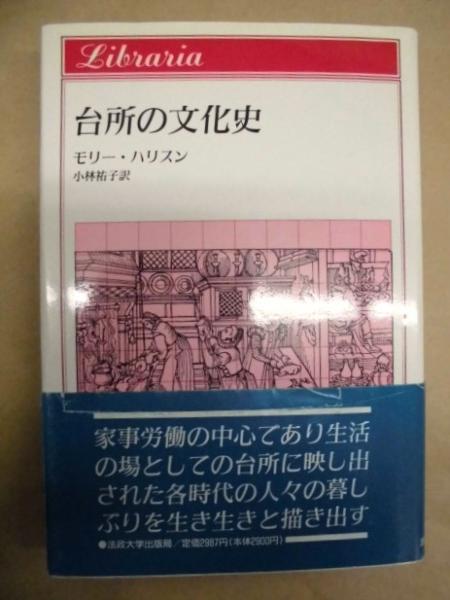 Libraria
台所の文化史
モリー・ハリスン
小林祐子訳
家事労働の中心であり生活
の場としての台所に映し出
された各時代の人々の暮し
ぶりを生き生きと描き出す
●法政大学出版局/定価2987円(本体2900円)